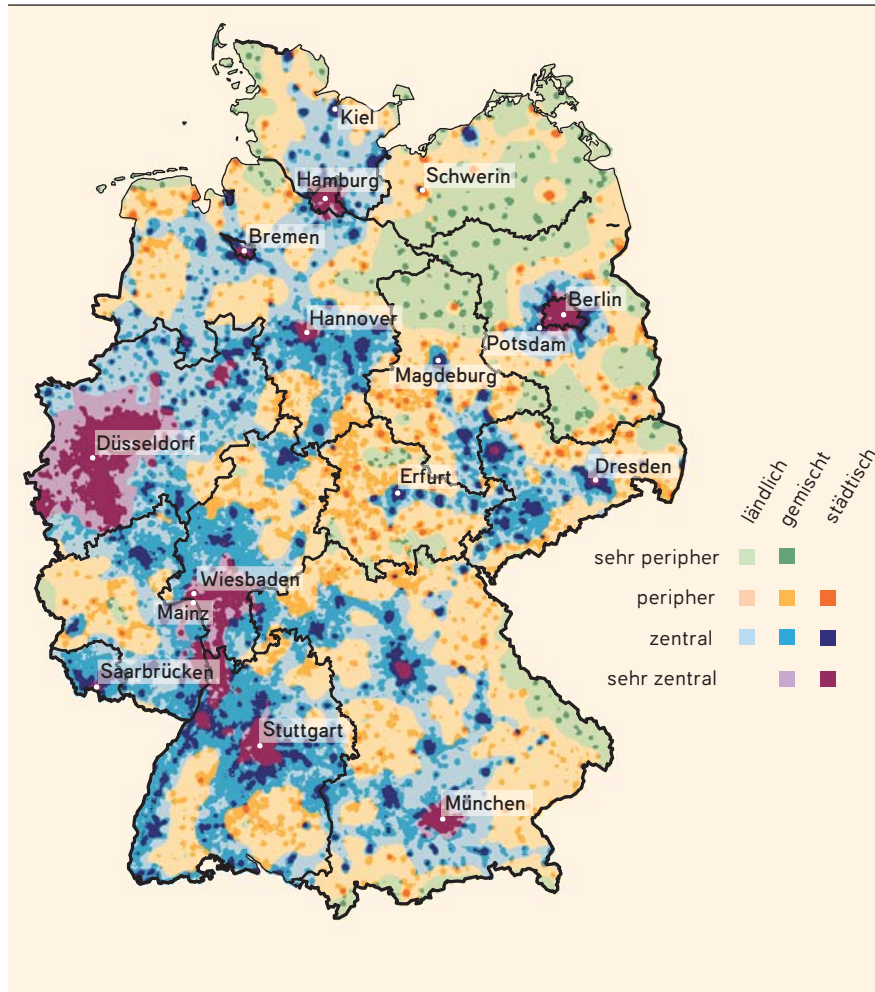 Kiel
Schwerin
Hamburg
Bremen
Berlin
Hannover
Potsdam
Magdeburg
Düsseldorf
Dresden
Erfurt
Wiesbaden
Mainz
Saarbrücken
Stuttgart
München
ländlich
gemischt
städtisch
sehr peripher
peripher
zentral
sehr zentral